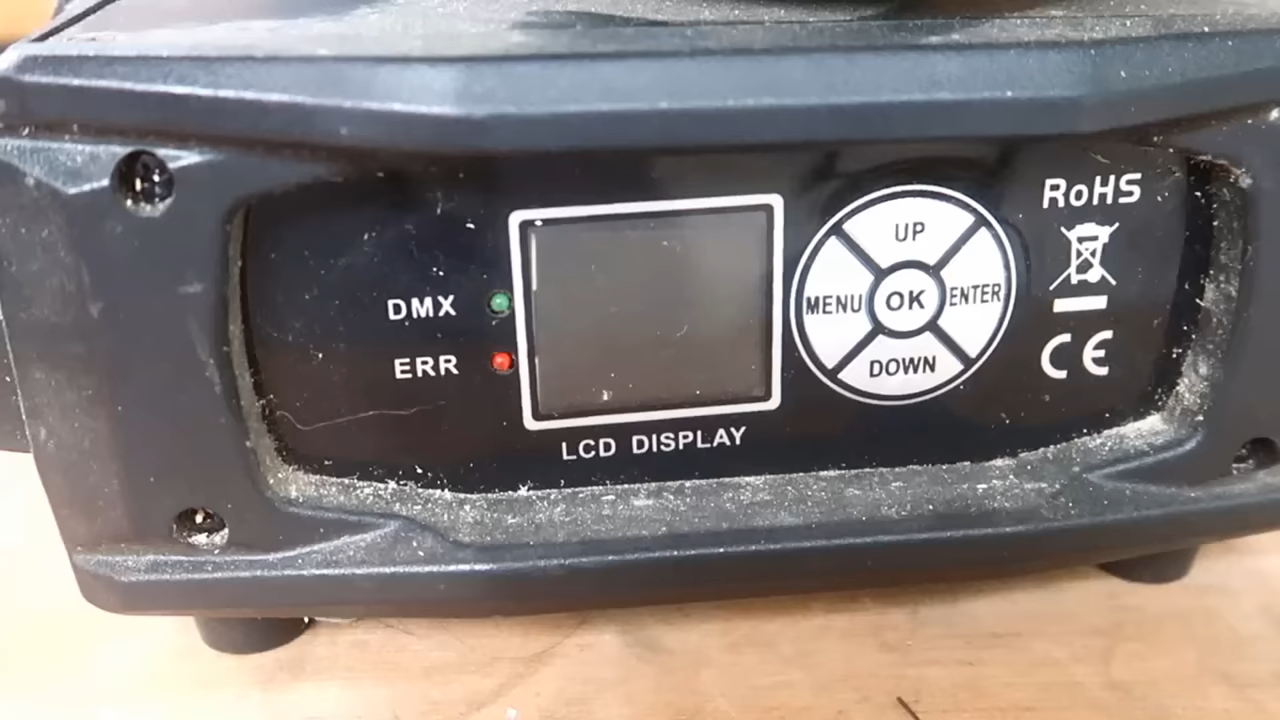 DMX
ERR
LCD DISPLAY
UP
MENU OK ENTER
DOWN
RoHS
CE